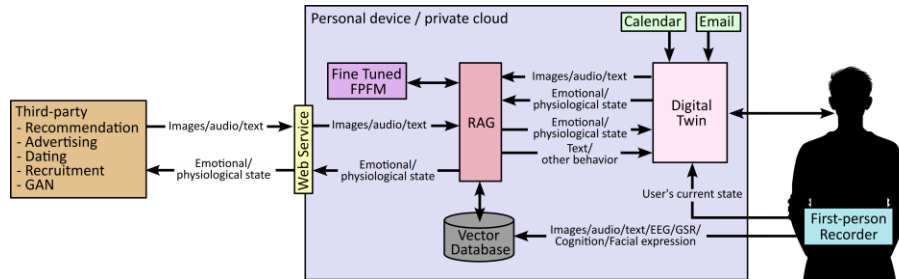 Personal device / private cloud
Calendar
Email
Fine Tuned
FPFM
RAG
Images/audio/text
Emotional/
physiological state
Emotional/
physiological state
Text/
other behavior
Digital
Twin
Third-party
- Recommendation
- Advertising
- Dating
- Recruitment
- GAN
Images/audio/text
Emotional/
physiological state
Web Service
Images/audio/text
Emotional/
physiological state
User's current state
Vector
Database
Images/audio/text/EEG/GSR/
Cognition/Facial expression
First-person
Recorder